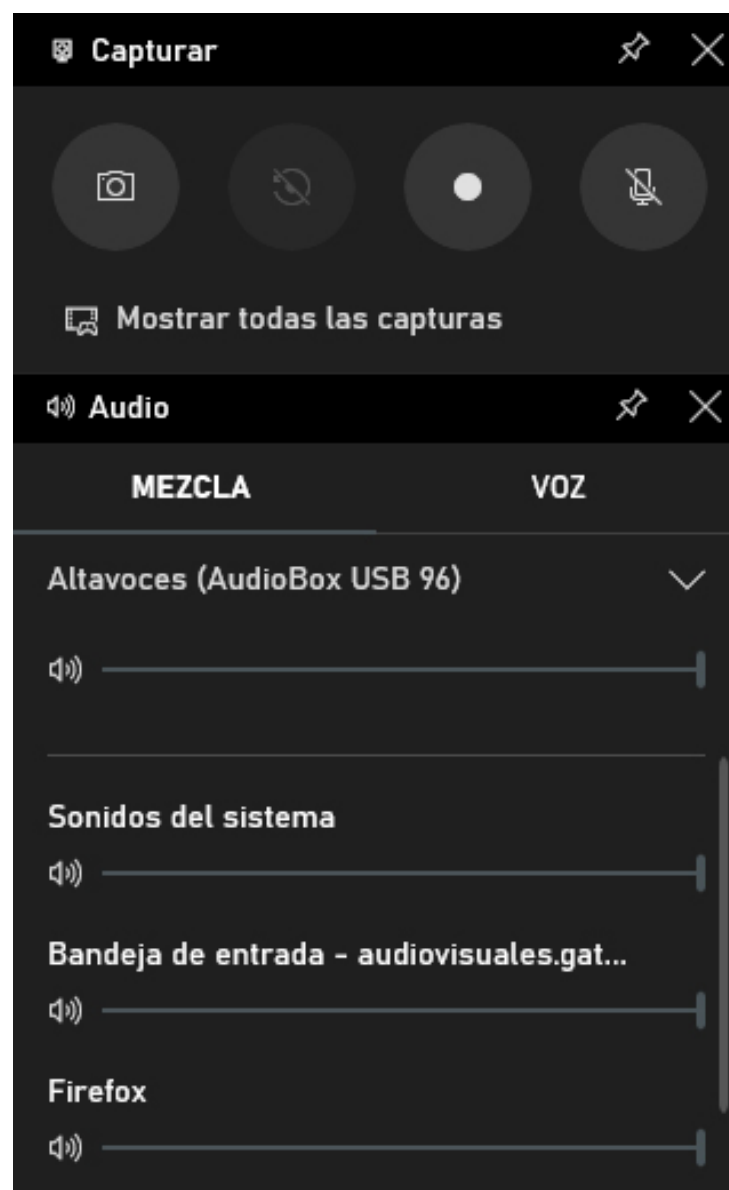 Capturar
Mostrar todas las capturas
Audio
MEZCLA VOZ
Altavoces (AudioBox USB 96)
Sonidos del sistema
Bandeja de entrada - audiovisuales.gat...
Firefox